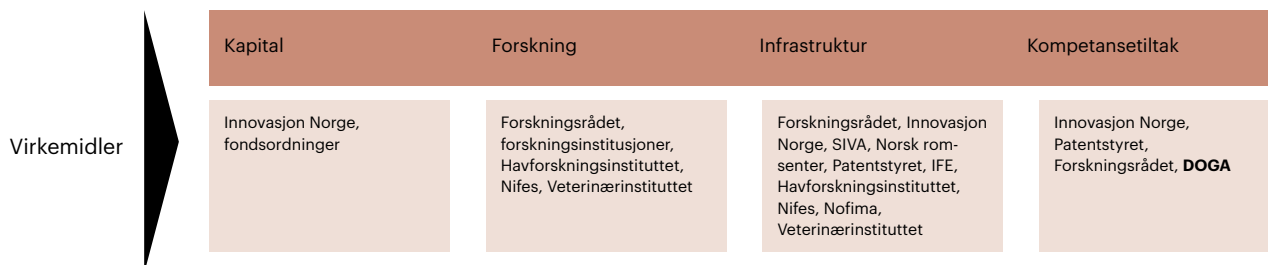 Virkemidler
Kapital
Forskning
Infrastruktur
Kompetansetiltak
Innovasjon Norge,
fondsordninger
Forskningsrådet,
forskningsinstitusjoner,
Havforskningsinstituttet,
Nifes, Veterinærinstituttet
Forskningsrådet, Innovasjon
Norge, SIVA, Norsk rom-
senter, Patentstyret, IFE,
Havforskningsinstituttet,
Nifes, Nofima,
Veterinærinstituttet
Innovasjon Norge,
Patentstyret,
Forskningsrådet, DOGA